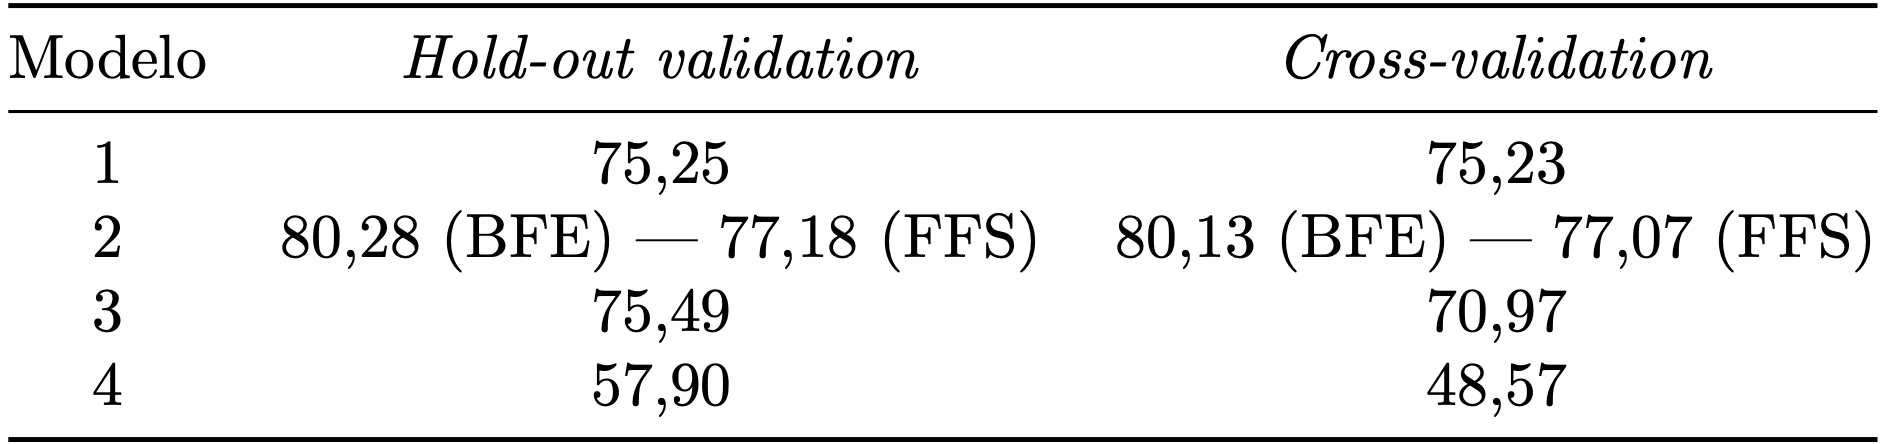 Modelo Hold-out validation Cross-validation
1 75,25 75,23
2 80,28 (BFE) — 77,18 (FFS) 80,13 (BFE) — 77,07 (FFS)
3 75,49 70,97
4 57,90 48,57